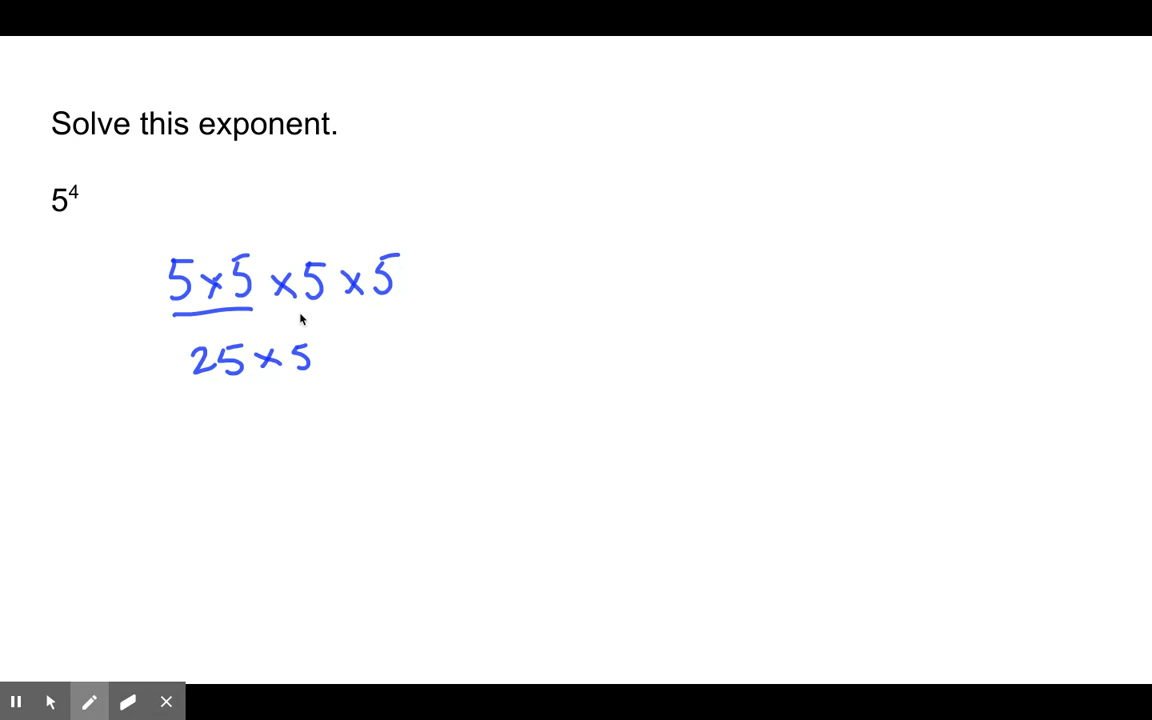 Solve this exponent.
5⁴
5 × 5 × 5 × 5
25 × 5